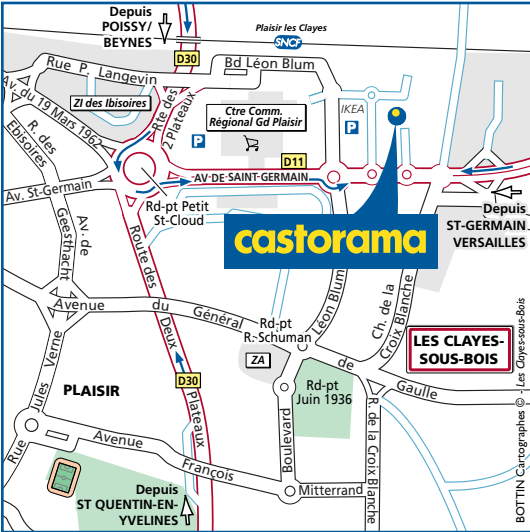 Depuis
POISSY/
BEYNES
Plaisir les Clayes
SNCF
D30
Rue P. Langevin
Bd Léon Blum
Av. du 19 Mars 1962
ZI des Ibisoires
Rte des
2 Plateaux
Ctre Comm.
Régional Gd Plaisir
P
IKEA
P
R. des
Ebisoires
D11
AV DE SAINT GERMAIN
Av. St-Germain
Rd-pt Petit
St-Cloud
Depuis
ST-GERMAIN
VERSAILLES
castorama
Av. de
Geesthacht
Route des
Deux
Plateaux
Léon Blum
Ch. de la
Croix Blanche
Avenue du Général de Gaulle
Rd-pt
R. Schuman
ZA
LES CLAYES-
SOUS-BOIS
Rue Jules Verne
PLAISIR
D30
Rd-pt
Juin 1936
Boulevard
R. de la Croix Blanche
Avenue François Mitterrand
Depuis
ST QUENTIN-EN-
YVELINES
BOTTIN Cartographes © - Les Clayes-sous-Bois